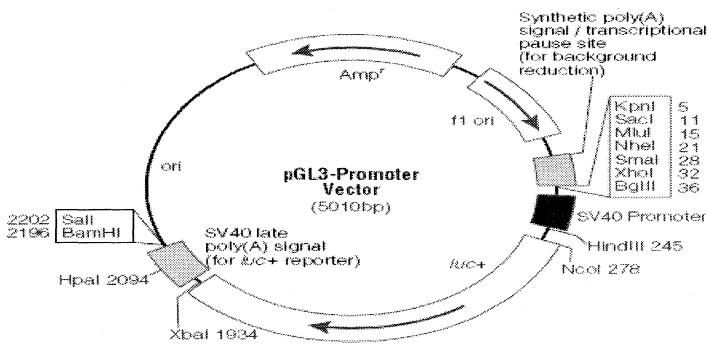 Synthetic poly(A)
signal / transcriptional
pause site
(for background
reduction)
Ampʳ
f1 ori
KpnI 5
SacI 11
MluI 15
NheI 21
SmaI 28
XhoI 32
BglII 36
ori
pGL3-Promoter
Vector
(5010bp)
SV40 Promoter
2202 SalI
2196 BamHI
SV40 late
poly(A) signal
(for luc+ reporter)
HindIII 245
luc+
NcoI 278
HpaI 2094
XbaI 1934